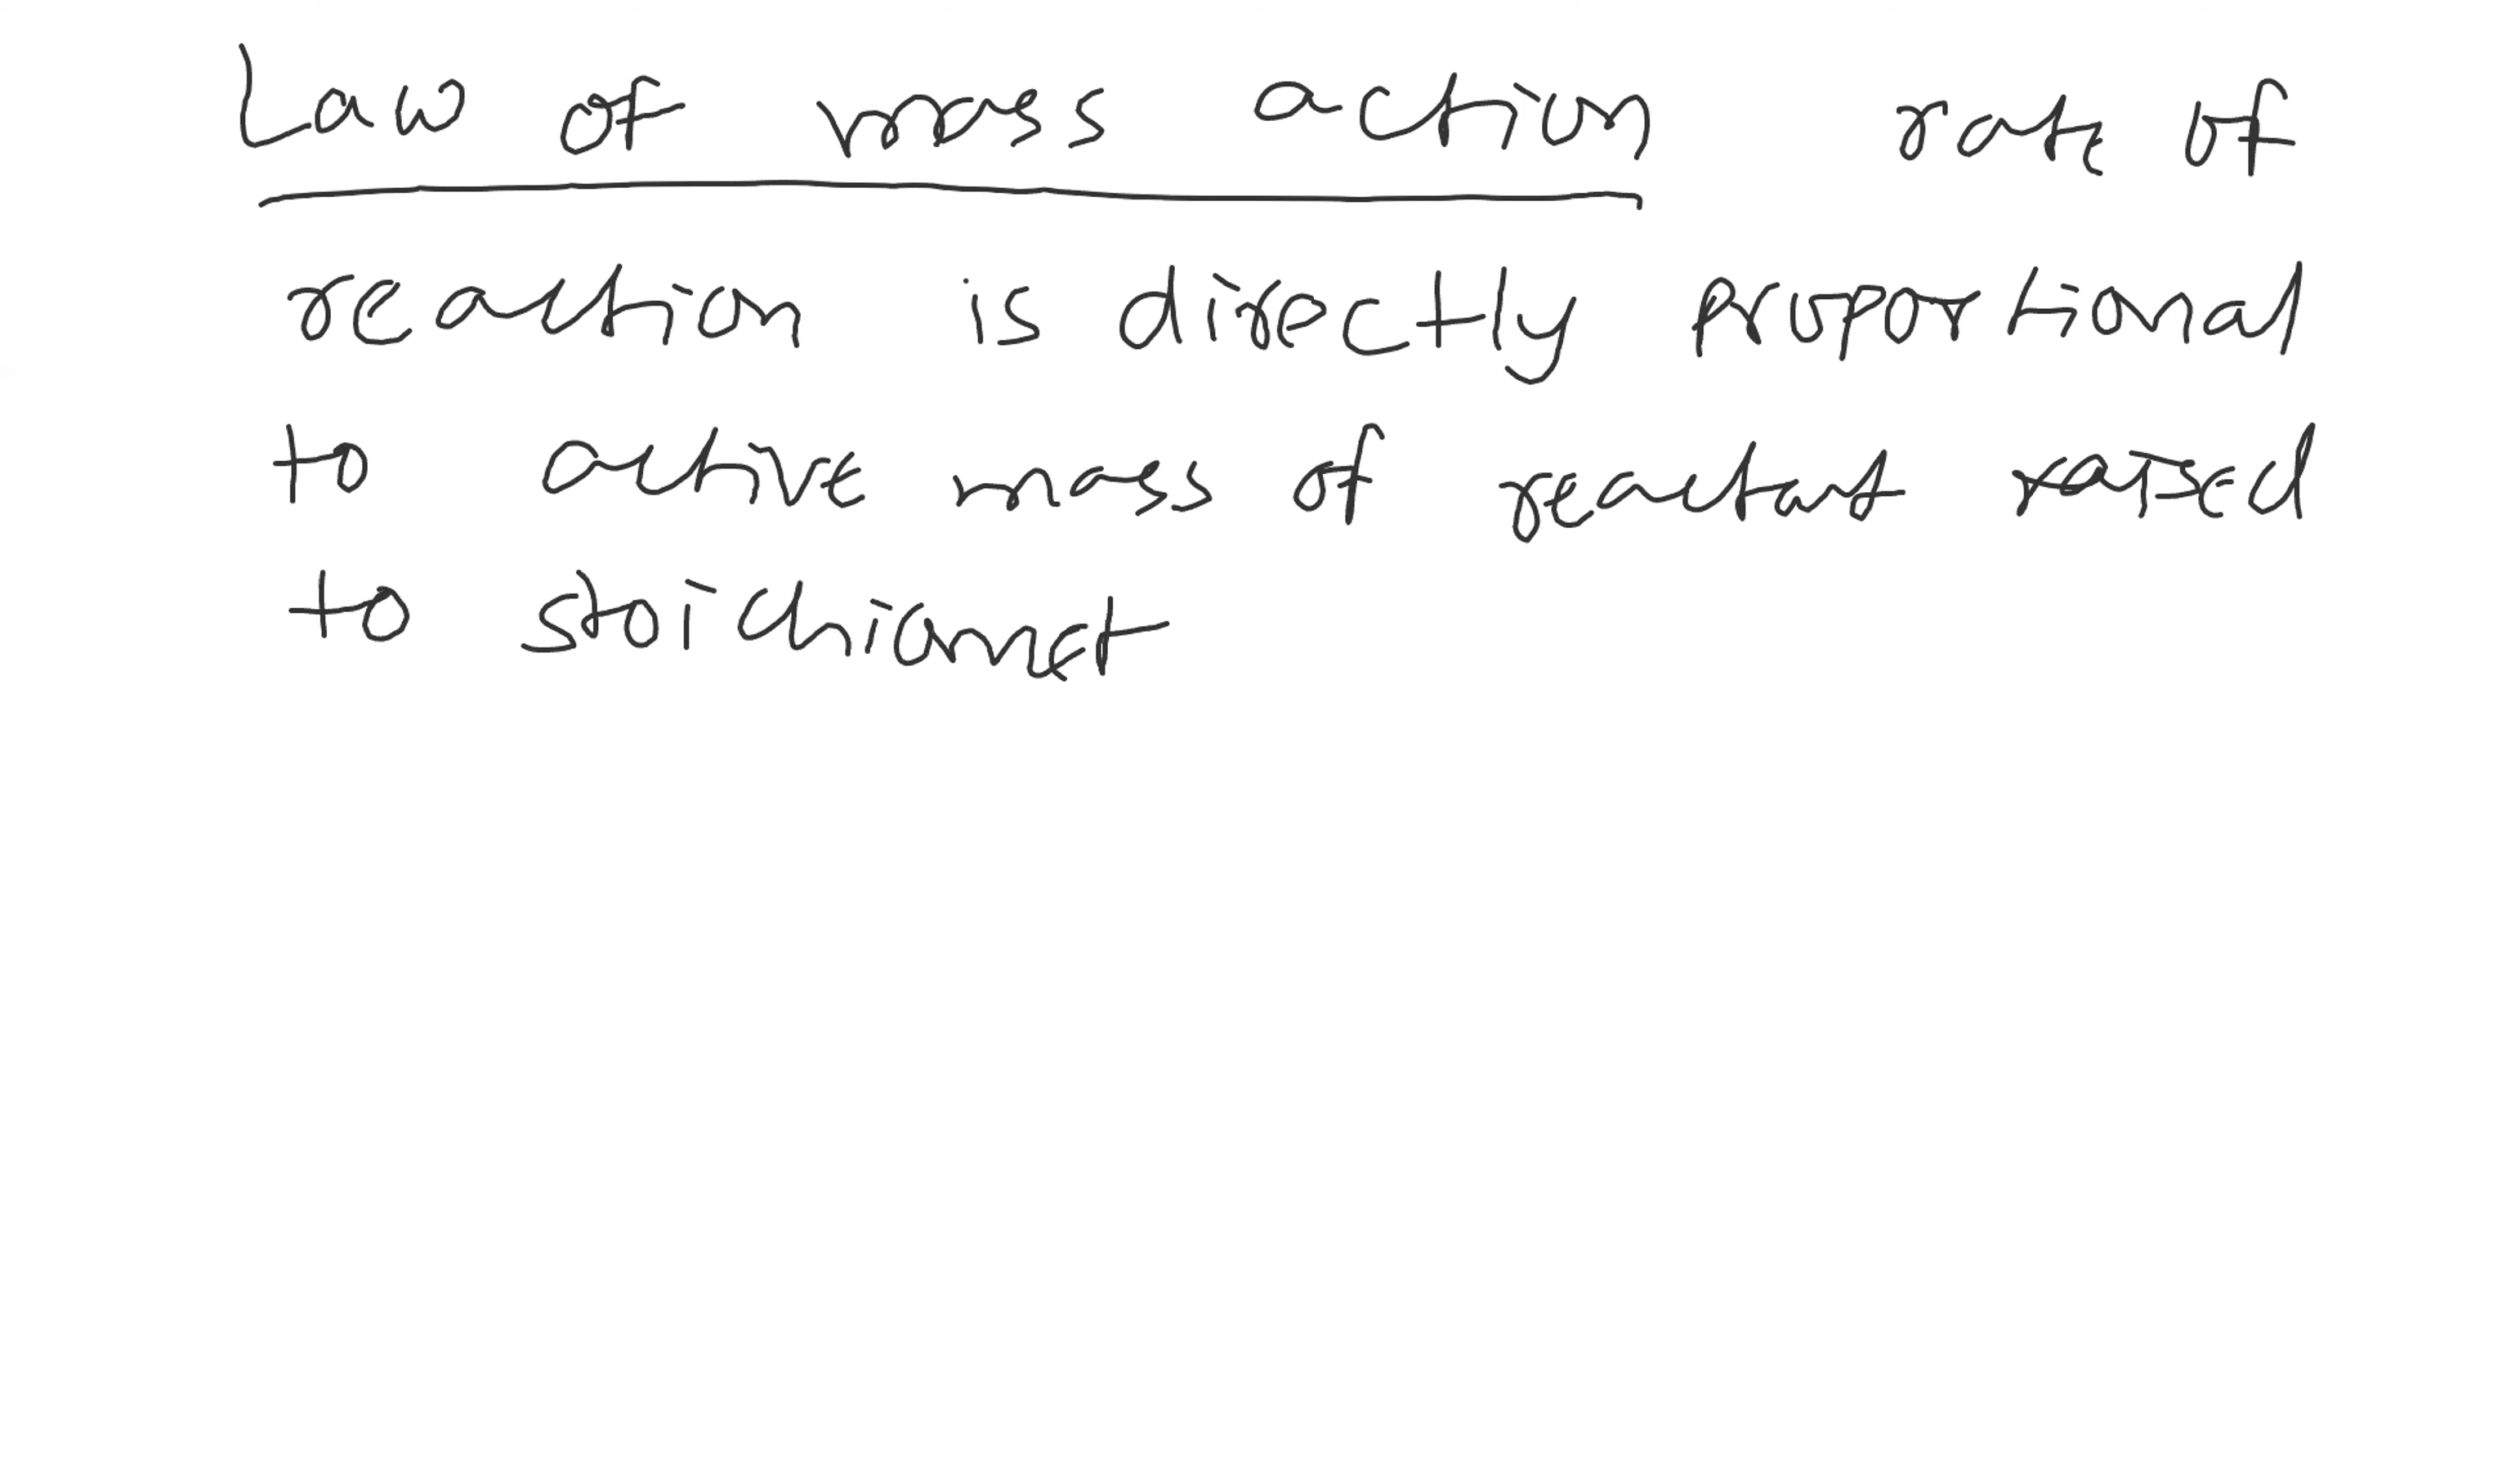 Law of mass action rate of
reaction is directly proportional
to active mass of reactant raised
to stoichiomet